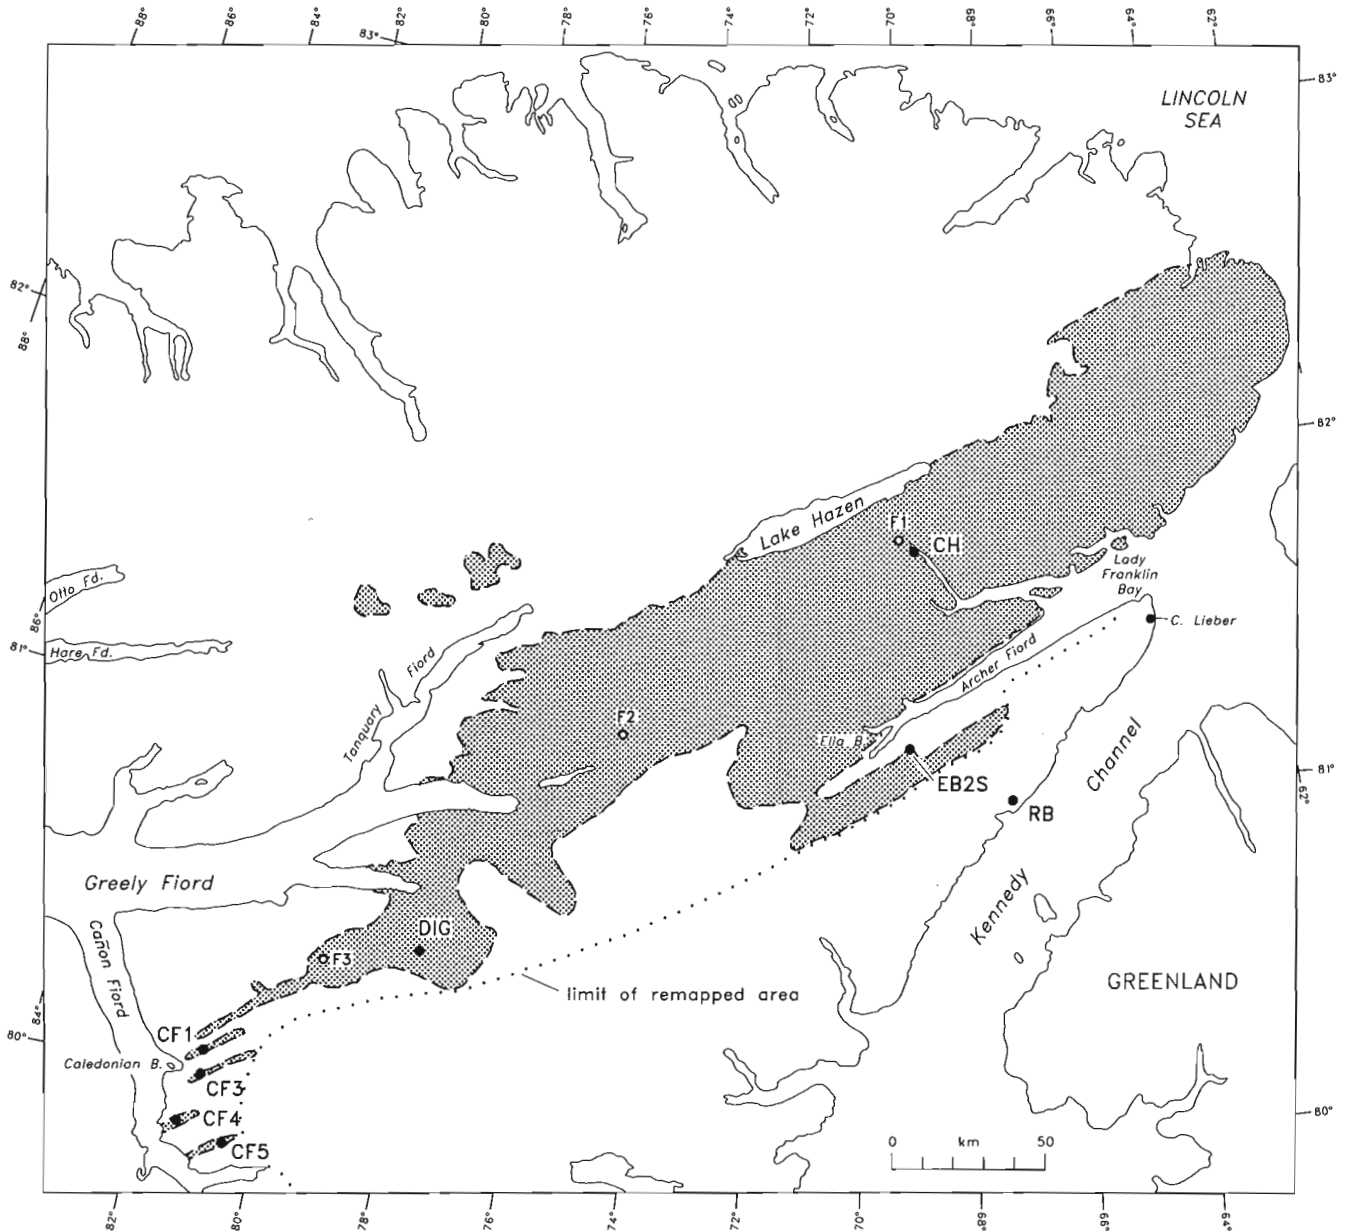 88°
86°
84°
82°
80°
76°
74°
70°
68°
66°
64°
62°
83°
83°
LINCOLN
SEA
82°
88°
82°
Lake Hazen
F1
CH
Lady
Franklin
Bay
C. Lieber
Otto Fd.
86°
81°
Hare Fd.
Tanquary
Fiord
Archer Fiord
F2
Ella B.
EB2S
RB
Channel
Kennedy
81°
62°
Greely Fiord
Cañon Fiord
DIG
F3
limit of remapped area
GREENLAND
84°
80°
CF1
Caledonian B.
CF3
CF4
CF5
80°
0 km 50
82°
80°
78°
76°
72°
70°
68°
66°
64°